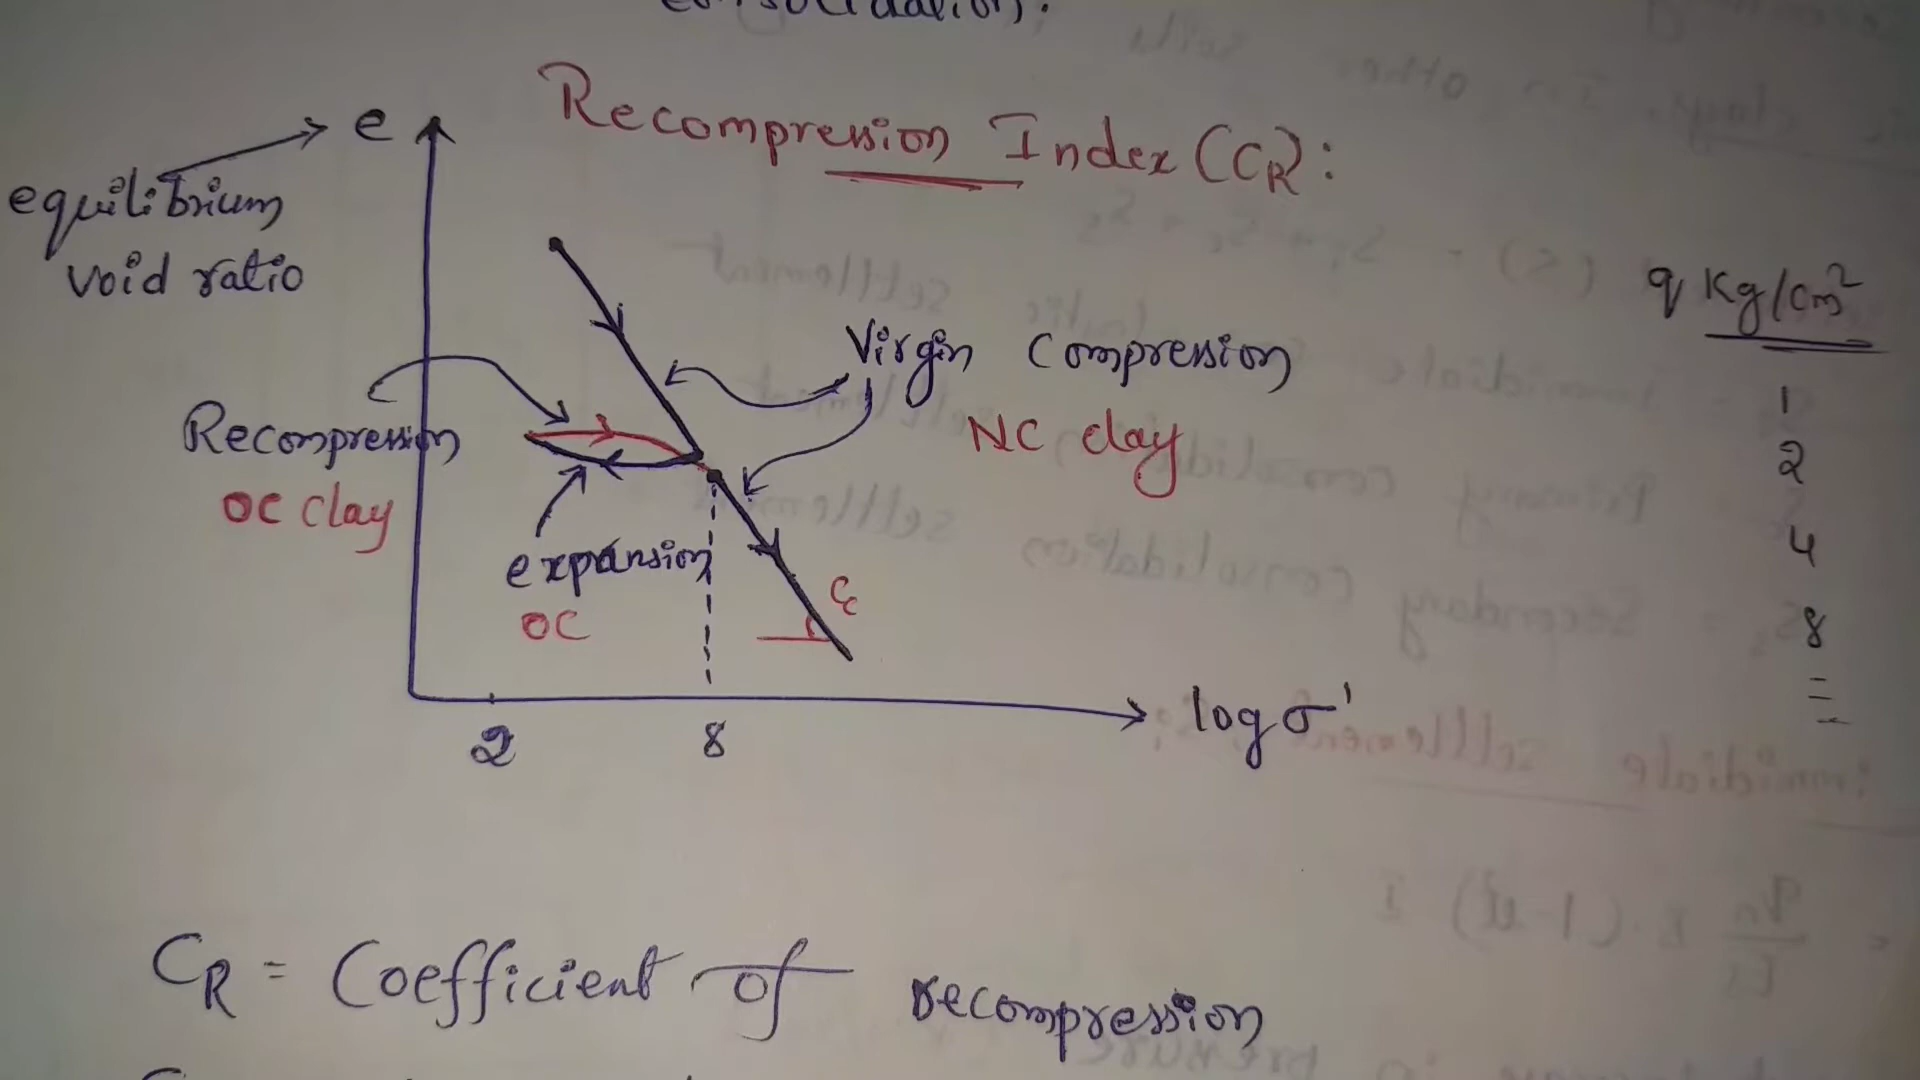 consolidation.
Recompression Index (CR):
e
equilibrium
void ratio
q Kg/cm²
Virgin Compression
NC clay
Recompression
OC clay
expansion
OC
Cc
1
2
4
8
2
8
log σ'
CR = Coefficient of recompression